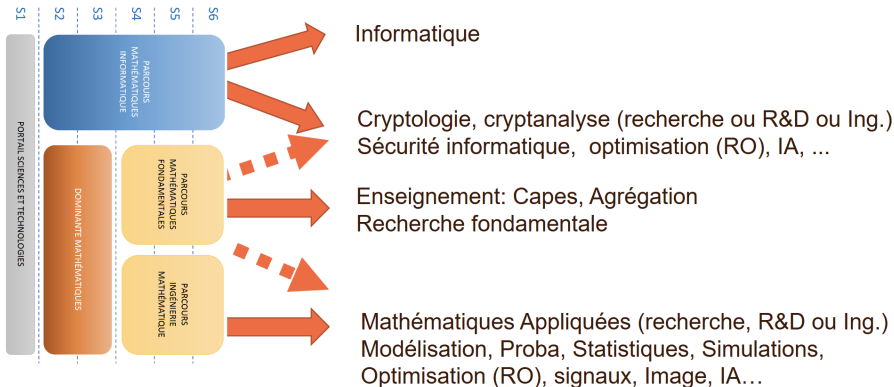 S1
S2
S3
S4
S5
S6
PORTAIL SCIENCES ET TECHNOLOGIES
PARCOURS
MATHÉMATIQUES
INFORMATIQUE
DOMINANTE MATHÉMATIQUES
PARCOURS
MATHÉMATIQUES
FONDAMENTALES
PARCOURS
INGÉNIERIE
MATHÉMATIQUE
Informatique
Cryptologie, cryptanalyse (recherche ou R&D ou Ing.)
Sécurité informatique, optimisation (RO), IA, ...
Enseignement: Capes, Agrégation
Recherche fondamentale
Mathématiques Appliquées (recherche, R&D ou Ing.)
Modélisation, Proba, Statistiques, Simulations,
Optimisation (RO), signaux, Image, IA…